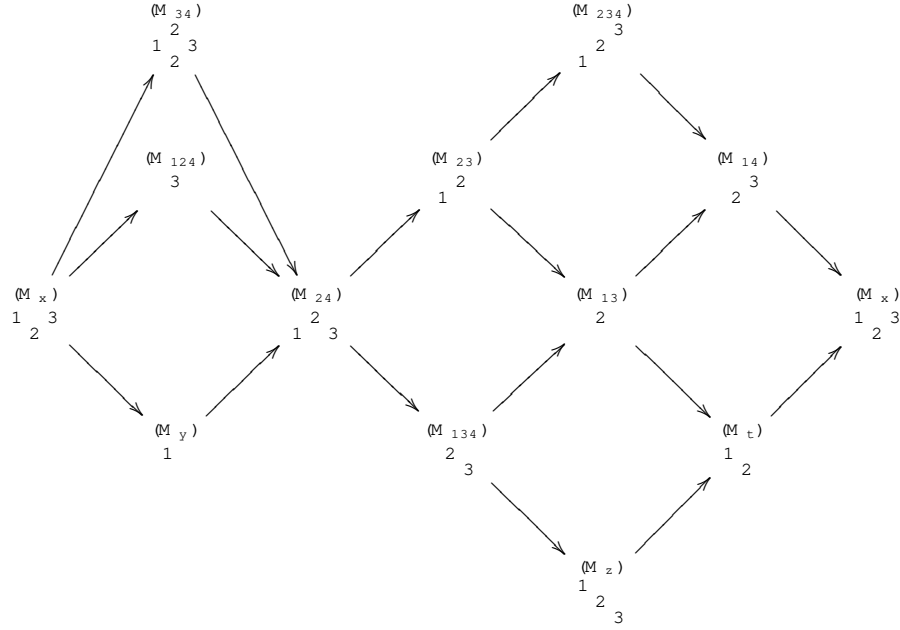 (M 34) (M 234)
2 3
1 3 2
2 1
(M 124) (M 23) (M 14)
3 2 3
1 2
(M x) (M 24) (M 13) (M x)
1 3 2 2 1 3
2 1 3 2
(M y) (M 134) (M t)
1 2 1
3 2
(M z)
1
2
3